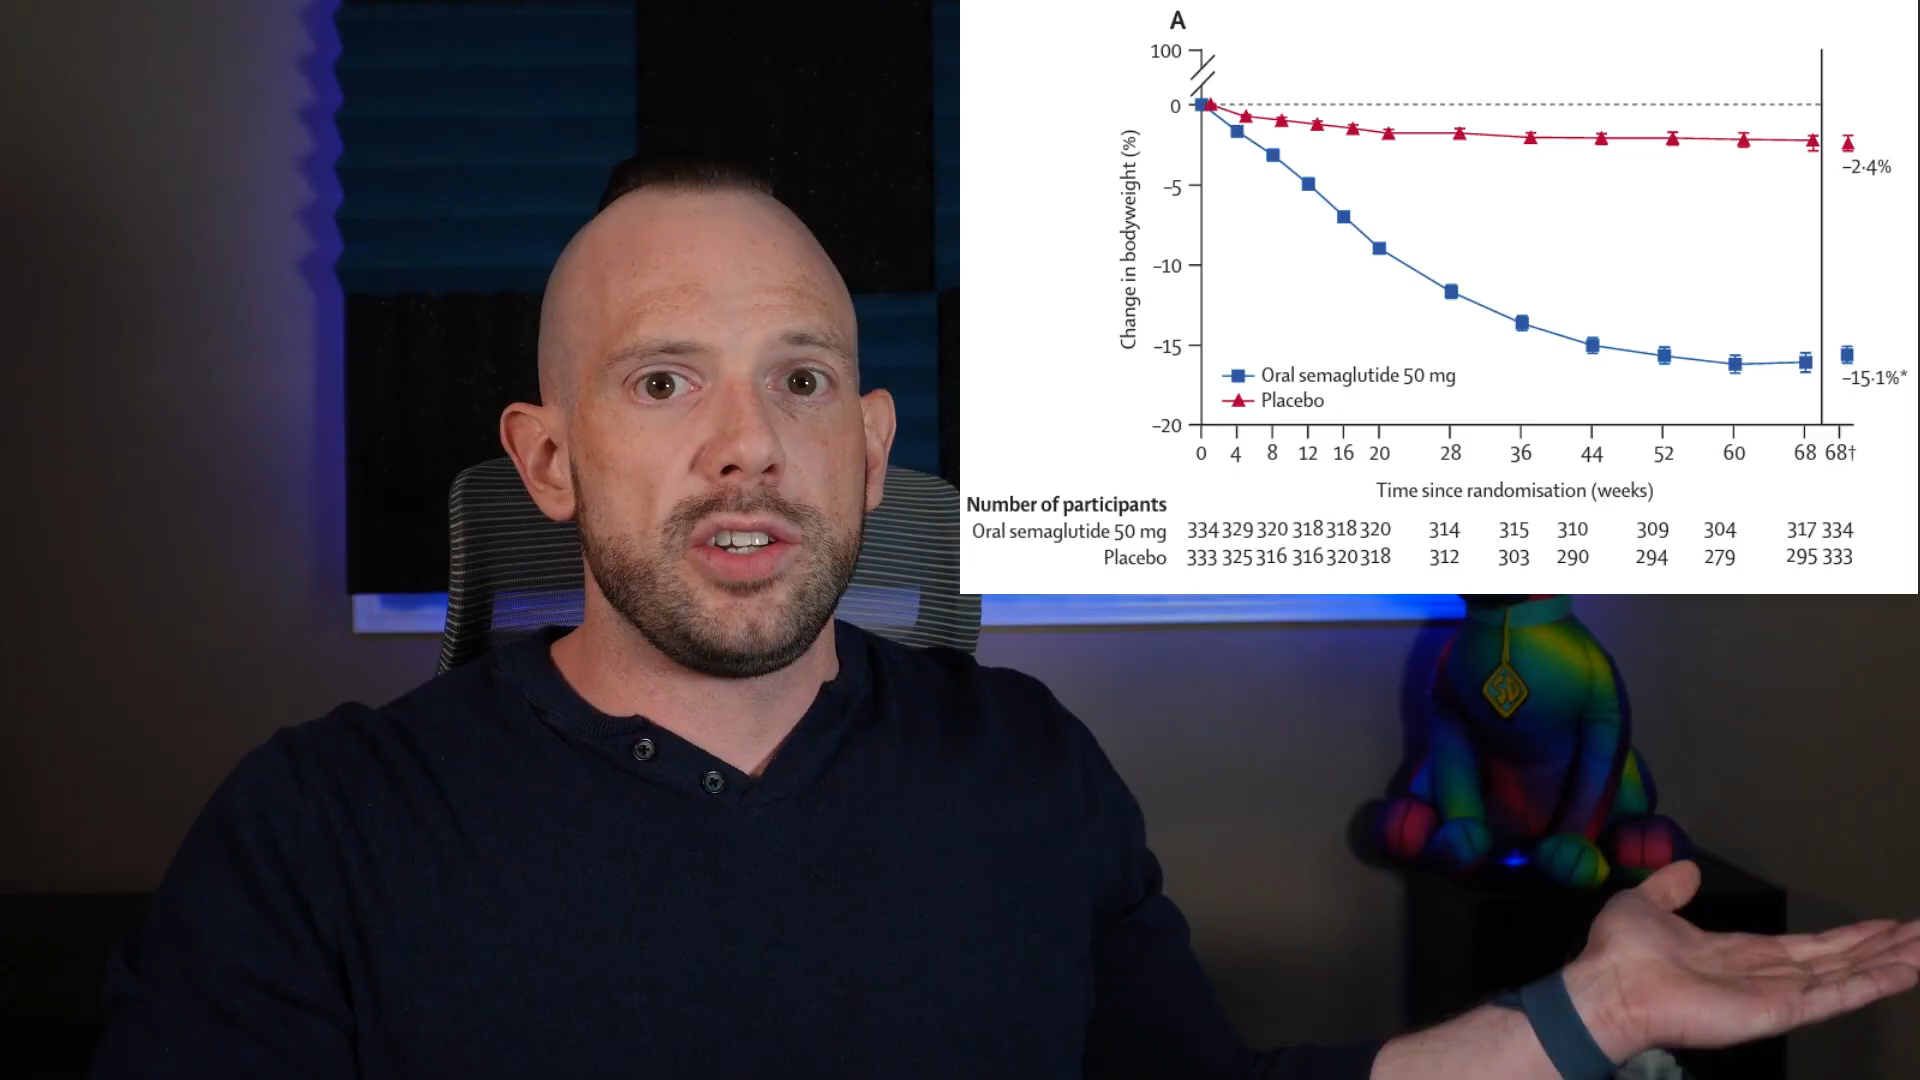 A
100
0
−5
−10
−15
−20
Change in bodyweight (%)
−2·4%
−15·1%*
Oral semaglutide 50 mg
Placebo
0 4 8 12 16 20 28 36 44 52 60 68 68†
Time since randomisation (weeks)
Number of participants
Oral semaglutide 50 mg 334 329 320 318 318 320 314 315 310 309 304 317 334
Placebo 333 325 316 316 320 318 312 303 290 294 279 295 333
SD